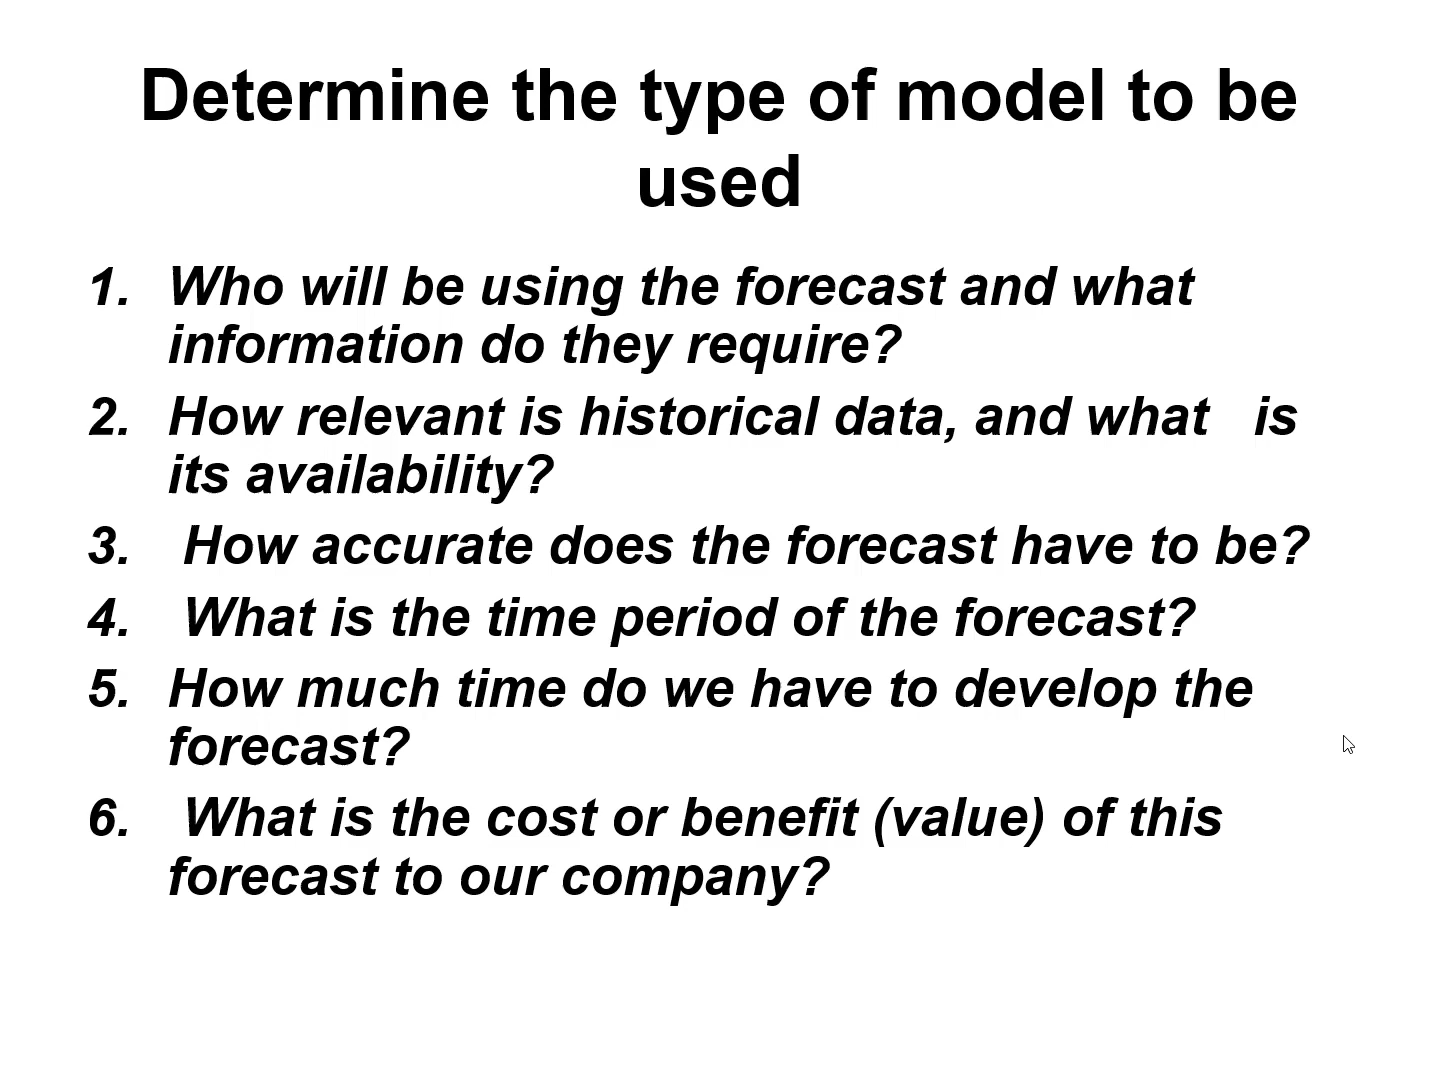 Determine the type of model to be
used
1. Who will be using the forecast and what
information do they require?
2. How relevant is historical data, and what   is
its availability?
3. How accurate does the forecast have to be?
4. What is the time period of the forecast?
5. How much time do we have to develop the
forecast?
6. What is the cost or benefit (value) of this
forecast to our company?